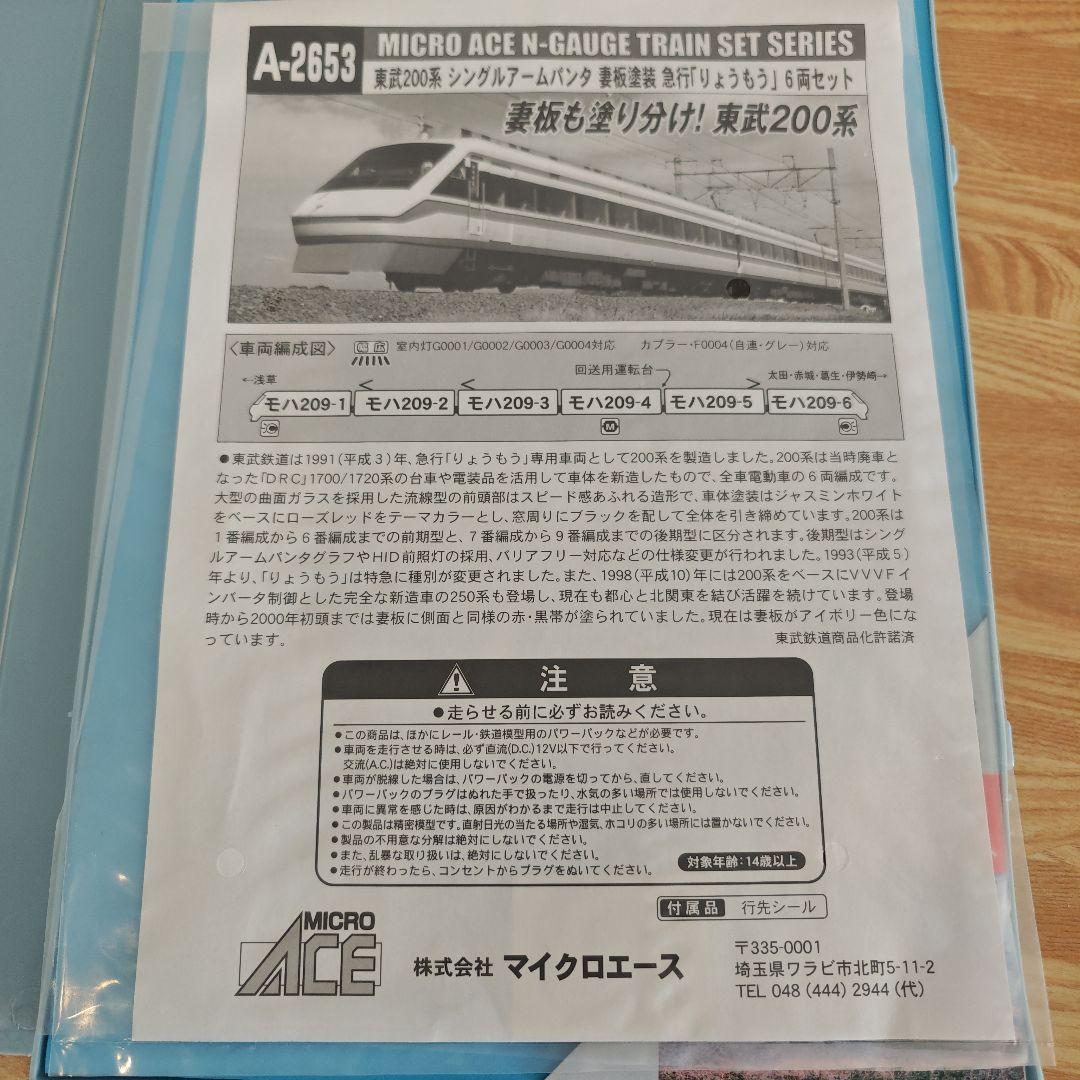 A-2653
MICRO ACE N-GAUGE TRAIN SET SERIES
東武200系 シングルアームパンタ 妻板塗装 急行「りょうもう」 6両セット
妻板も塗り分け! 東武200系
〈車両編成図〉 室内灯G0001/G0002/G0003/G0004対応 カプラー・F0004(自連・グレー)対応
←浅草 回送用運転台 太田・赤城・葛生・伊勢崎→
モハ209-1 モハ209-2 モハ209-3 モハ209-4 モハ209-5 モハ209-6
M
●東武鉄道は1991(平成3)年、急行「りょうもう」専用車両として200系を製造しました。200系は当時廃車と
なった「DRC」1700/1720系の台車や電装品を活用して車体を新造したもので、全車電動車の6両編成です。
大型の曲面ガラスを採用した流線型の前頭部はスピード感あふれる造形で、車体塗装はジャスミンホワイト
をベースにローズレッドをテーマカラーとし、窓周りにブラックを配して全体を引き締めています。200系は
1番編成から6番編成までの前期型と、7番編成から9番編成までの後期型に区分されます。後期型はシング
ルアームパンタグラフやHID前照灯の採用、バリアフリー対応などの仕様変更が行われました。1993(平成5)
年より、「りょうもう」は特急に種別が変更されました。また、1998(平成10)年には200系をベースにVVVFイ
ンバータ制御とした完全な新造車の250系も登場し、現在も都心と北関東を結び活躍を続けています。登場
時から2000年初頭までは妻板に側面と同様の赤・黒帯が塗られていました。現在は妻板がアイボリー色にな
っています。 東武鉄道商品化許諾済
注 意
●走らせる前に必ずお読みください。
●この商品は、ほかにレール・鉄道模型用のパワーパックなどが必要です。
●車両を走行させる時は、必ず直流(D.C.)12V以下で行ってください。
交流(A.C.)は絶対に使用しないでください。
●車両が脱線した場合は、パワーパックの電源を切ってから、直してください。
●パワーパックのプラグはぬれた手で扱ったり、水気の多い場所では使用しないでください。
●車両に異常を感じた時は、原因がわかるまで走行は中止してください。
●この製品は精密模型です。直射日光の当たる場所や湿気、ホコリの多い場所には置かないでください。
●製品の不用意な分解は絶対にしないでください。
●また、乱暴な取り扱いは、絶対にしないでください。
●走行が終わったら、コンセントからプラグをぬいてください。
対象年齢:14歳以上
付属品 行先シール
MICRO
ACE
株式会社 マイクロエース
〒335-0001
埼玉県ワラビ市北町5-11-2
TEL 048 (444) 2944 (代)